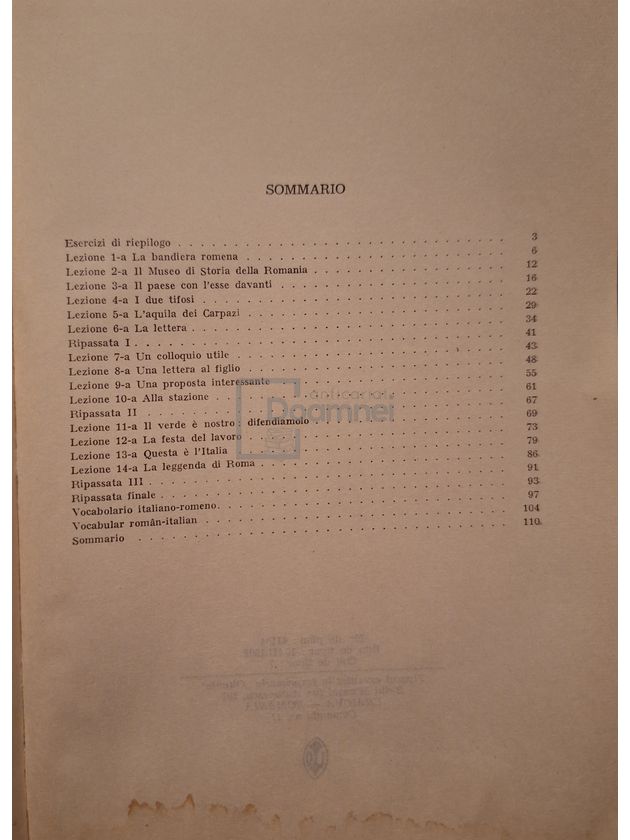 SOMMARIO
Esercizi di riepilogo . . . . . . . . . . . . . . . . . . . . . . . . 3
Lezione 1-a La bandiera romena . . . . . . . . . . . . . . . . . . . 6
Lezione 2-a Il Museo di Storia della Romania . . . . . . . . . . . . . . 12
Lezione 3-a Il paese con l'esse davanti . . . . . . . . . . . . . . . . . 16
Lezione 4-a I due tifosi . . . . . . . . . . . . . . . . . . . . . . 22
Lezione 5-a L'aquila dei Carpazi . . . . . . . . . . . . . . . . . . . 29
Lezione 6-a La lettera . . . . . . . . . . . . . . . . . . . . . . . 34
Ripassata I . . . . . . . . . . . . . . . . . . . . . . . . . . . 41
Lezione 7-a Un colloquio utile . . . . . . . . . . . . . . . . . . . . 43
Lezione 8-a Una lettera al figlio . . . . . . . . . . . . . . . . . . . 48
Lezione 9-a Una proposta interessante . . . . . . . . . . . . . . . . . 55
Lezione 10-a Alla stazione . . . . . . . . . . . . . . . . . . . . . 61
Ripassata II . . . . . . . . . . . . . . . . . . . . . . . . . . 67
Lezione 11-a Il verde è nostro : difendiamolo . . . . . . . . . . . . . . 69
Lezione 12-a La festa del lavoro . . . . . . . . . . . . . . . . . . . 73
Lezione 13-a Questa è l'Italia . . . . . . . . . . . . . . . . . . . . 79
Lezione 14-a La leggenda di Roma . . . . . . . . . . . . . . . . . . 86
Ripassata III . . . . . . . . . . . . . . . . . . . . . . . . . . 91
Ripassata finale . . . . . . . . . . . . . . . . . . . . . . . . . 93
Vocabolario italiano-romeno . . . . . . . . . . . . . . . . . . . . . 97
Vocabular român-italian . . . . . . . . . . . . . . . . . . . . . . 104
Sommario . . . . . . . . . . . . . . . . . . . . . . . . . . . 110
anticariat
Doamnei